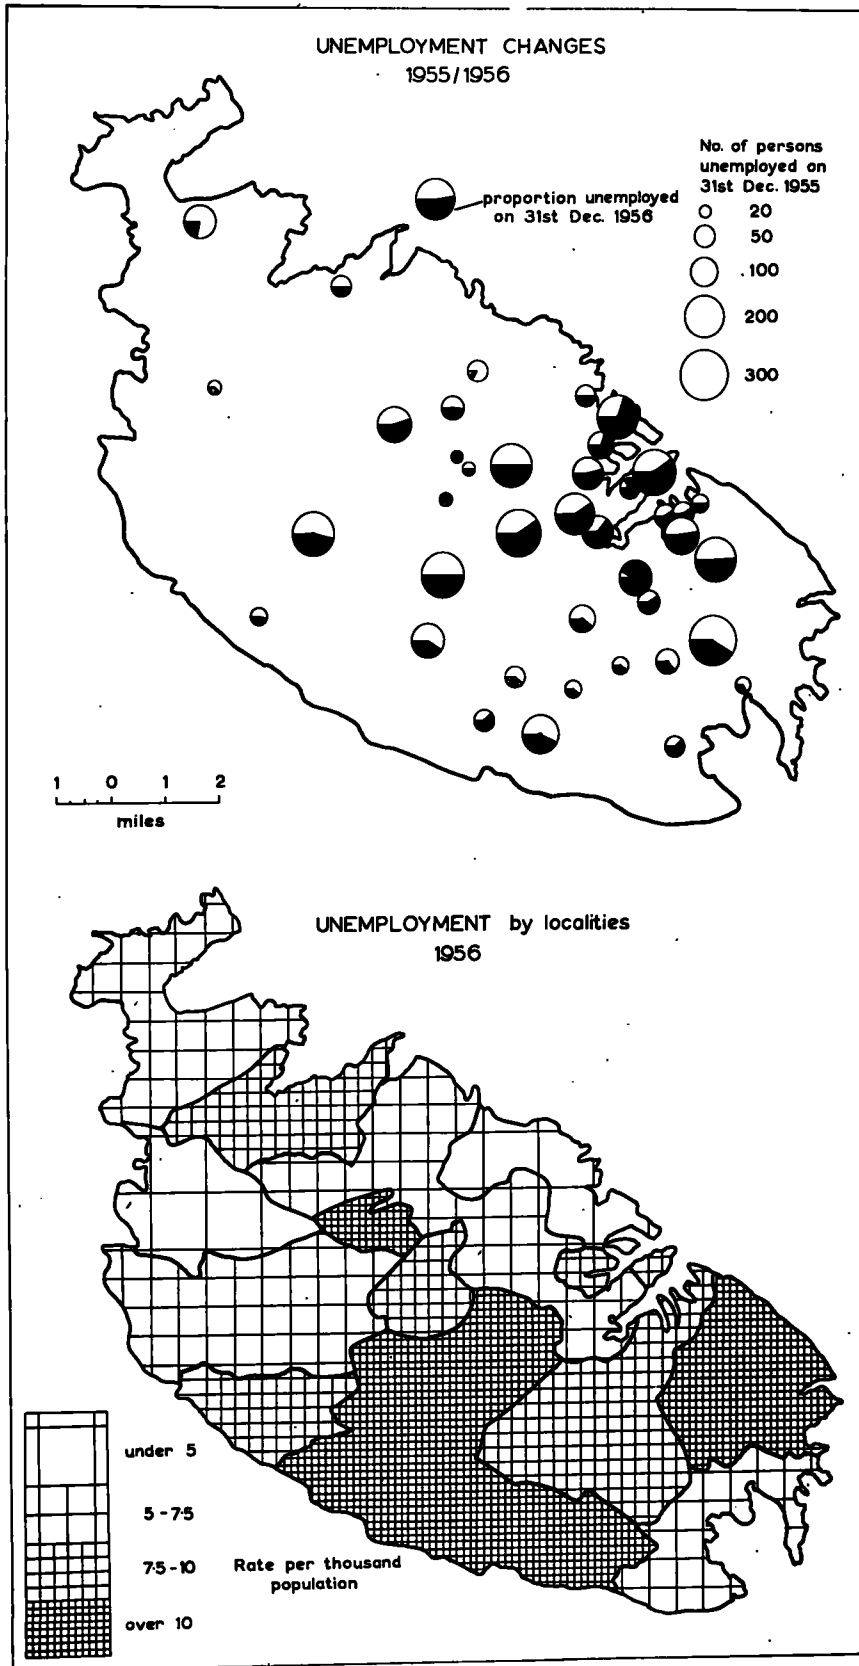 UNEMPLOYMENT CHANGES
1955/1956
No. of persons
unemployed on
31st Dec. 1955
20
50
100
200
300
proportion unemployed
on 31st Dec. 1956
1 0 1 2
miles
UNEMPLOYMENT by localities
1956
under 5
5-7·5
7·5-10
over 10
Rate per thousand
population